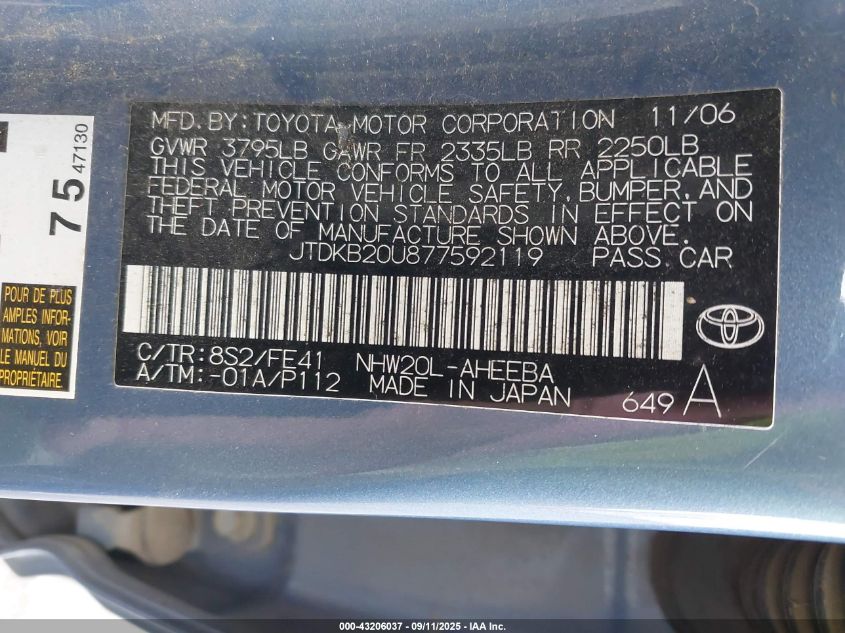 MFD.BY:TOYOTA MOTOR CORPORATION 11/06
GVWR 3795LB GAWR FR 2335LB RR 2250LB
THIS VEHICLE CONFORMS TO ALL APPLICABLE
FEDERAL MOTOR VEHICLE SAFETY, BUMPER, AND
THEFT PREVENTION STANDARDS IN EFFECT ON
THE DATE OF MANUFACTURE SHOWN ABOVE.
JTDKB20U877592119 PASS.CAR
C/TR:8S2/FE41 NHW20L-AHEEBA
A/TM:-01A/P112 MADE IN JAPAN
649 A
75
47130
POUR DE PLUS
AMPLES INFOR-
MATIONS, VOIR
LE MANUEL DU
PROPRIÉTAIRE.
000-43206037 - 09/11/2025 - IAA Inc.